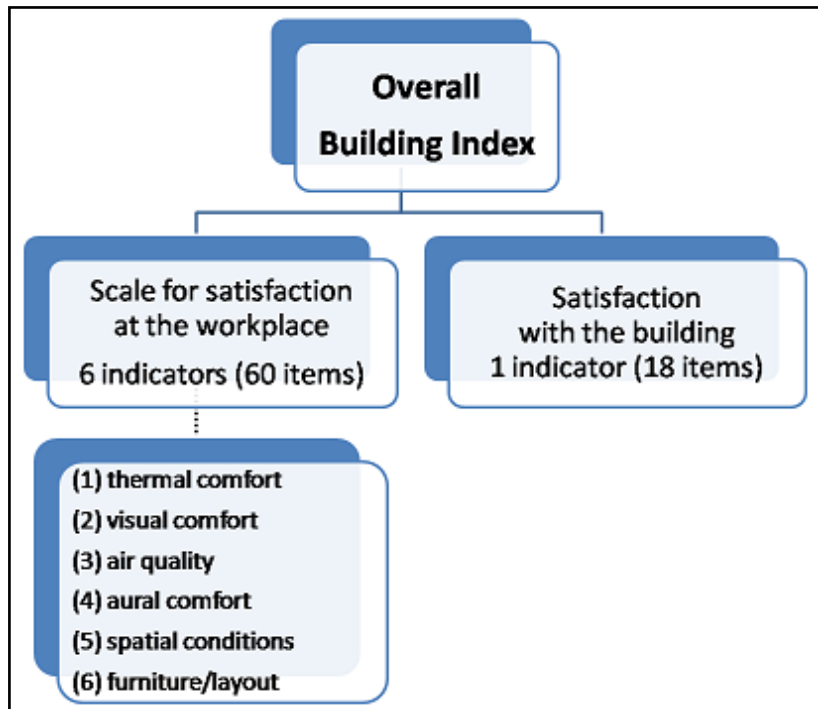 Overall
Building Index
Scale for satisfaction
at the workplace
6 indicators (60 items)
Satisfaction
with the building
1 indicator (18 items)
(1) thermal comfort
(2) visual comfort
(3) air quality
(4) aural comfort
(5) spatial conditions
(6) furniture/layout